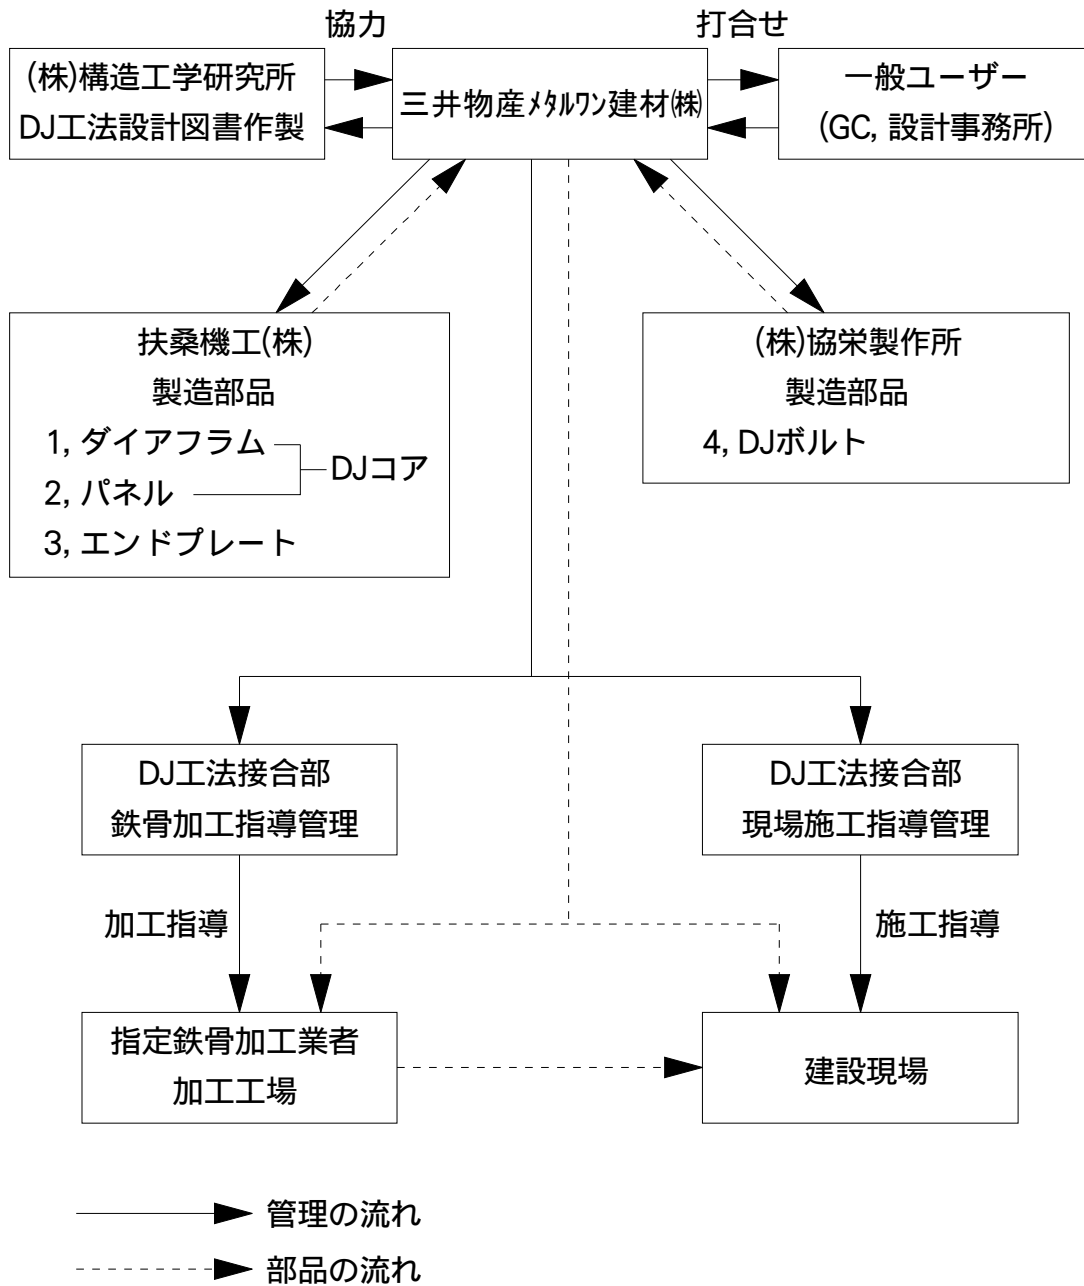 協力
打合せ
(株)構造工学研究所
DJ工法設計図書作製
三井物産ﾒﾀﾙﾜﾝ建材㈱
一般ユーザー
(GC, 設計事務所)
扶桑機工(株)
製造部品
1, ダイアフラム
2, パネル
DJコア
3, エンドプレート
(株)協栄製作所
製造部品
4, DJボルト
DJ工法接合部
鉄骨加工指導管理
DJ工法接合部
現場施工指導管理
加工指導
施工指導
指定鉄骨加工業者
加工工場
建設現場
管理の流れ
部品の流れ